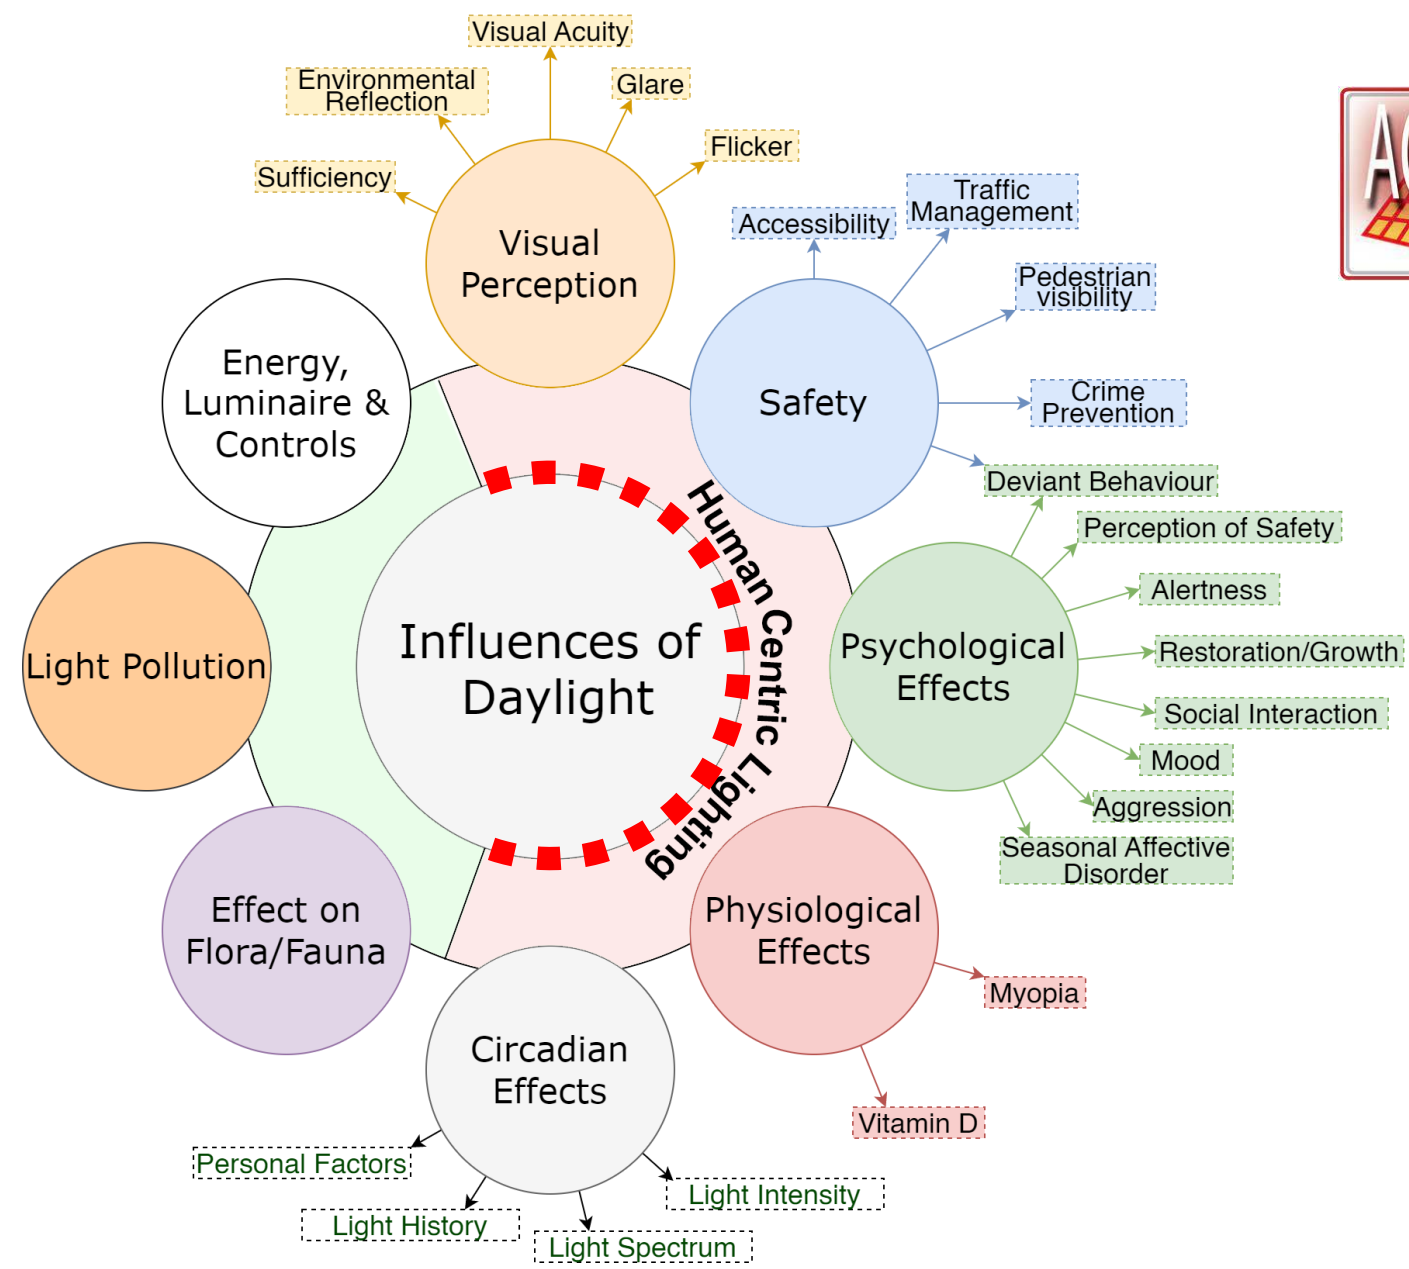 Visual Acuity
Environmental
Reflection
Glare
Flicker
Sufficiency
Visual
Perception
Accessibility
Traffic
Management
Pedestrian
visibility
Crime
Prevention
Safety
Energy,
Luminaire &
Controls
Deviant Behaviour
Perception of Safety
Alertness
Restoration/Growth
Social Interaction
Mood
Aggression
Seasonal Affective
Disorder
Psychological
Effects
Human Centric Lighting
Influences of
Daylight
Light Pollution
Effect on
Flora/Fauna
Physiological
Effects
Myopia
Vitamin D
Circadian
Effects
Personal Factors
Light History
Light Spectrum
Light Intensity